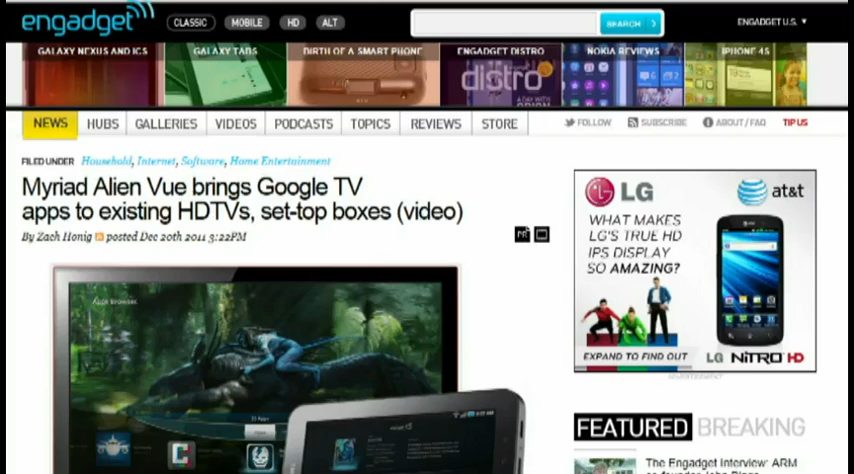 engadget
CLASSIC MOBILE HD ALT
SEARCH
ENGADGET U.S.
GALAXY NEXUS AND ICS
GALAXY TABS
BIRTH OF A SMART PHONE
ENGADGET DISTRO
NOKIA REVIEWS
IPHONE 4S
distro
NEWS HUBS GALLERIES VIDEOS PODCASTS TOPICS REVIEWS STORE
FOLLOW SUBSCRIBE ABOUT / FAQ TIP US
FILED UNDER Household, Internet, Software, Home Entertainment
Myriad Alien Vue brings Google TV
apps to existing HDTVs, set-top boxes (video)
By Zach Honig posted Dec 20th 2011 3:22PM
PR
LG
at&t
WHAT MAKES
LG'S TRUE HD
IPS DISPLAY
SO AMAZING?
EXPAND TO FIND OUT
LG NITRO HD
ADVERTISEMENT
Apps Browser
FEATURED BREAKING
The Engadget Interview: ARM